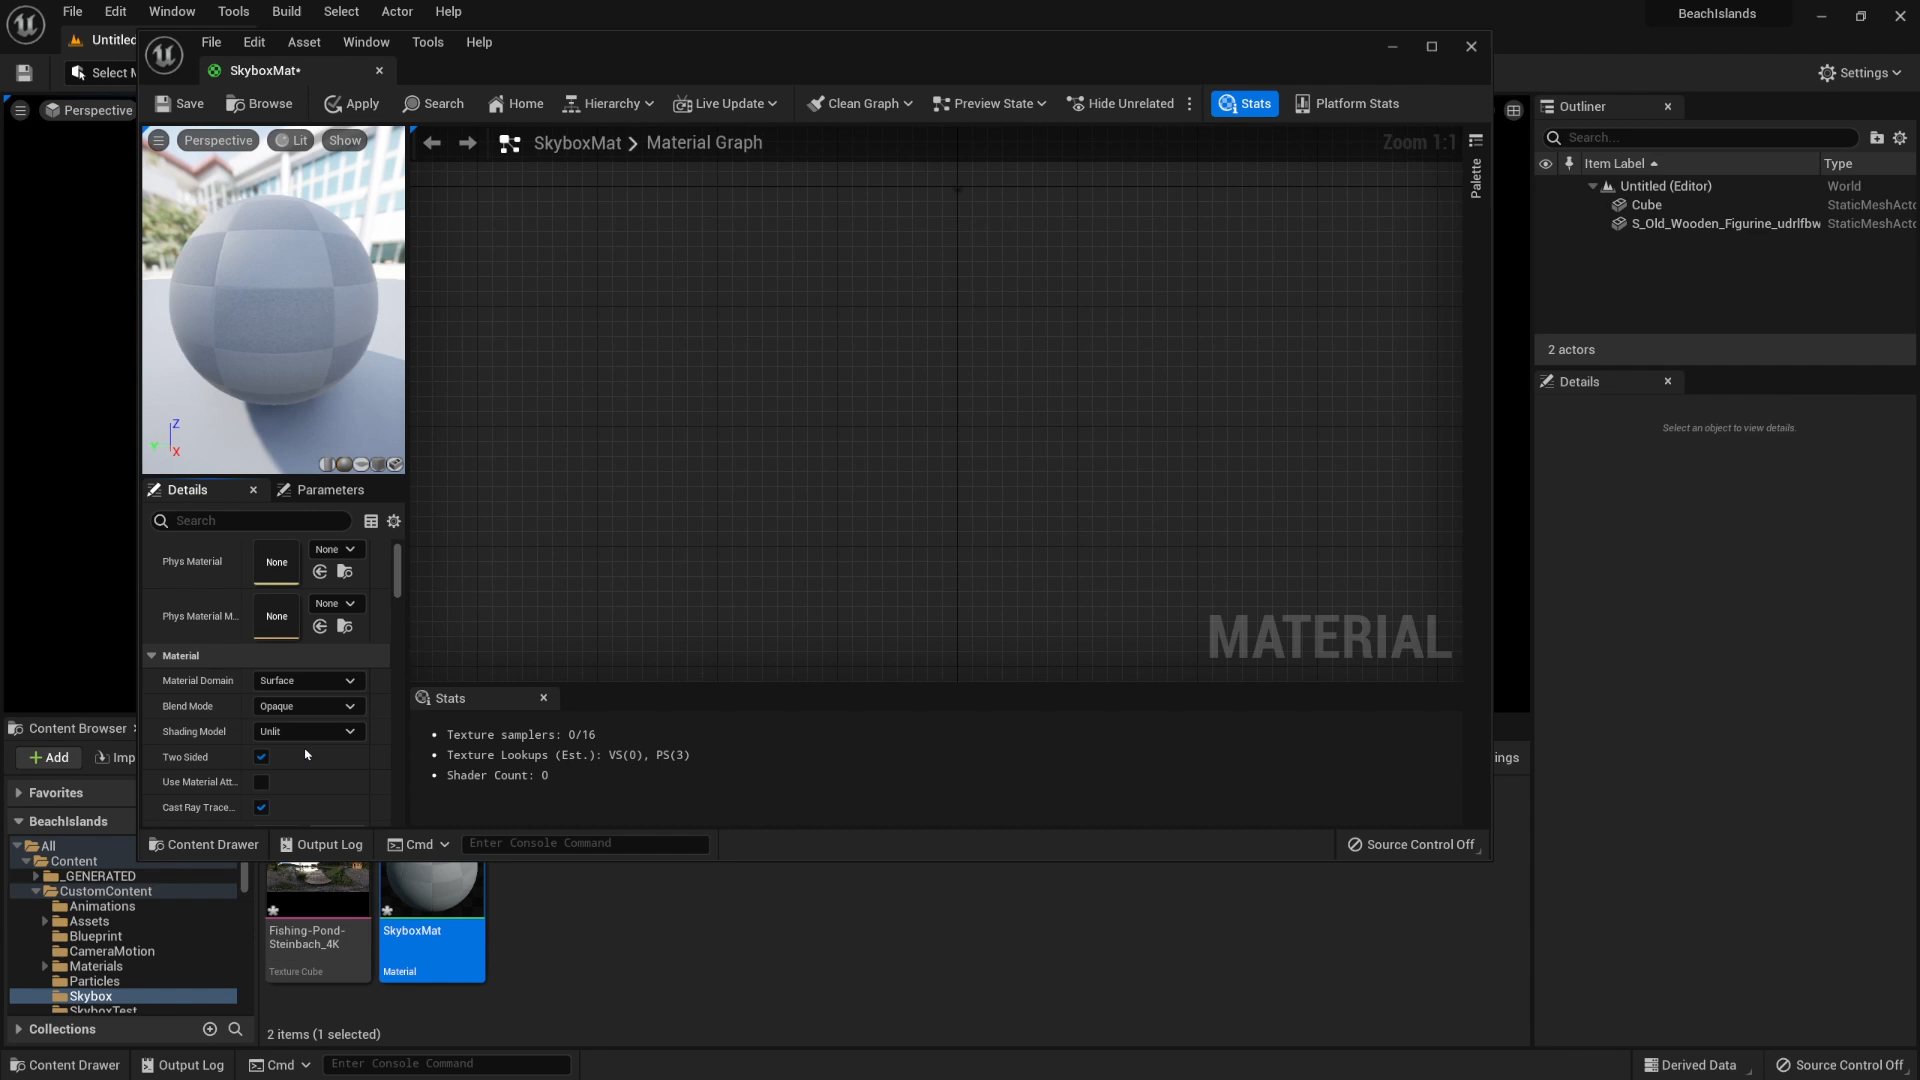 File Edit Window Tools Build Select Actor Help
BeachIslands
Untitled
File Edit Asset Window Tools Help
SkyboxMat•
Select M
Settings
Save Browse Apply Search Home Hierarchy Live Update Clean Graph Preview State Hide Unrelated Stats Platform Stats
Perspective
Perspective Lit Show
SkyboxMat > Material Graph
Zoom 1:1
Palette
Z
Y
X
MATERIAL
Details Parameters
Search
Phys Material None None
Phys Material M... None None
Material
Material Domain Surface
Blend Mode Opaque
Shading Model Unlit
Two Sided
Use Material Att...
Cast Ray Trace...
Stats
• Texture samplers: 0/16
• Texture Lookups (Est.): VS(0), PS(3)
• Shader Count: 0
Content Drawer Output Log Cmd Enter Console Command
Source Control Off
Outliner
Search...
Item Label Type
Untitled (Editor) World
Cube StaticMeshActo
S_Old_Wooden_Figurine_udrlfbw StaticMeshActo
2 actors
Details
Select an object to view details.
Content Browser
Add Imp
ings
Favorites
BeachIslands
All
Content
_GENERATED
CustomContent
Animations
Assets
Blueprint
CameraMotion
Materials
Particles
Skybox
SkyboxTest
Collections
Fishing-Pond-
Steinbach_4K
Texture Cube
SkyboxMat
Material
2 items (1 selected)
Content Drawer Output Log Cmd Enter Console Command
Derived Data Source Control Off